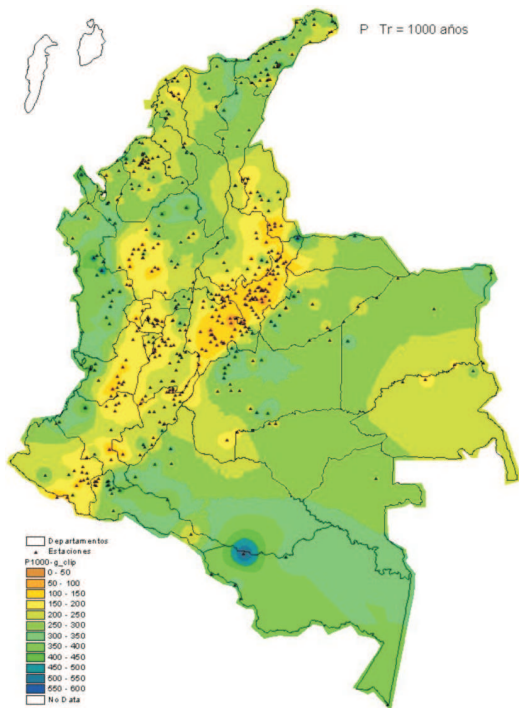 P Tr = 1000 años
Departamentos
Estaciones
P1000-g_clip
0 - 50
50 - 100
100 - 150
150 - 200
200 - 250
250 - 300
300 - 350
350 - 400
400 - 450
450 - 500
500 - 550
550 - 600
No Data